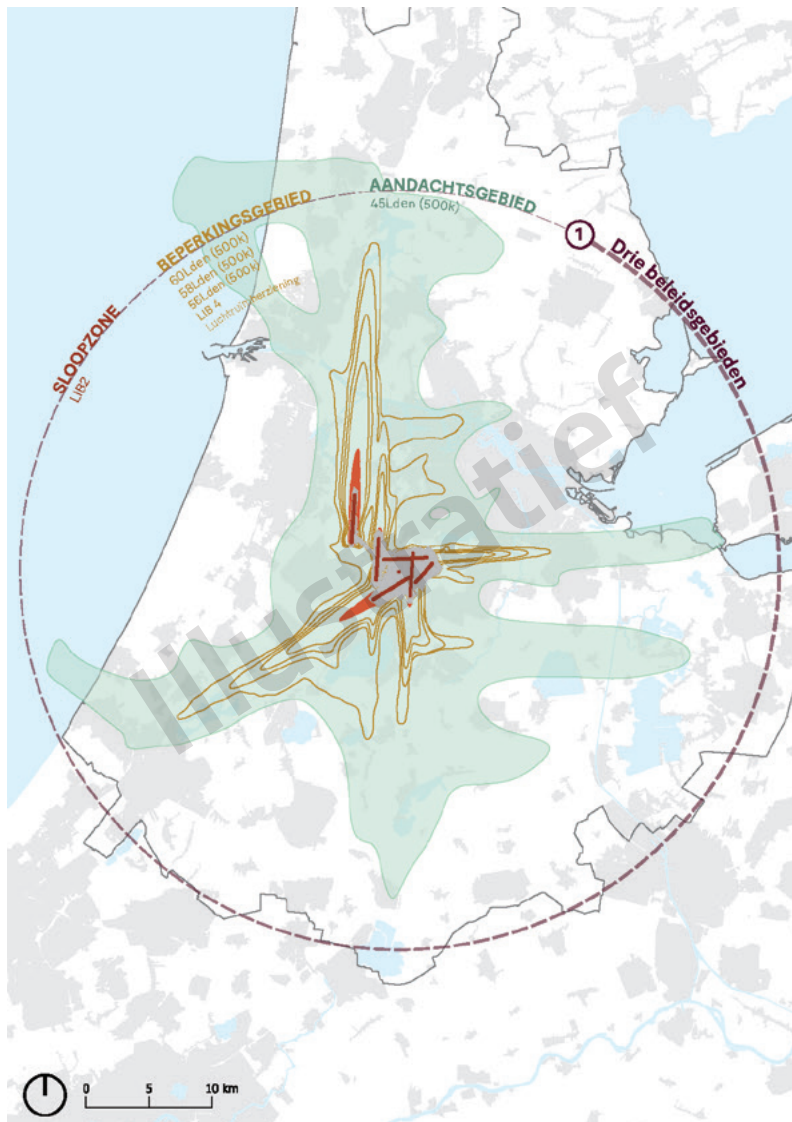 AANDACHTSGEBIED
45Lden (500k)
BEPERKINGSGEBIED
60Lden (500k)
58Lden (500k)
56Lden (500k)
LIB 4
Luchtruimherziening
SLOOPZONE
LIB2
1
Drie beleidsgebieden
Illustratief
0 5 10 km